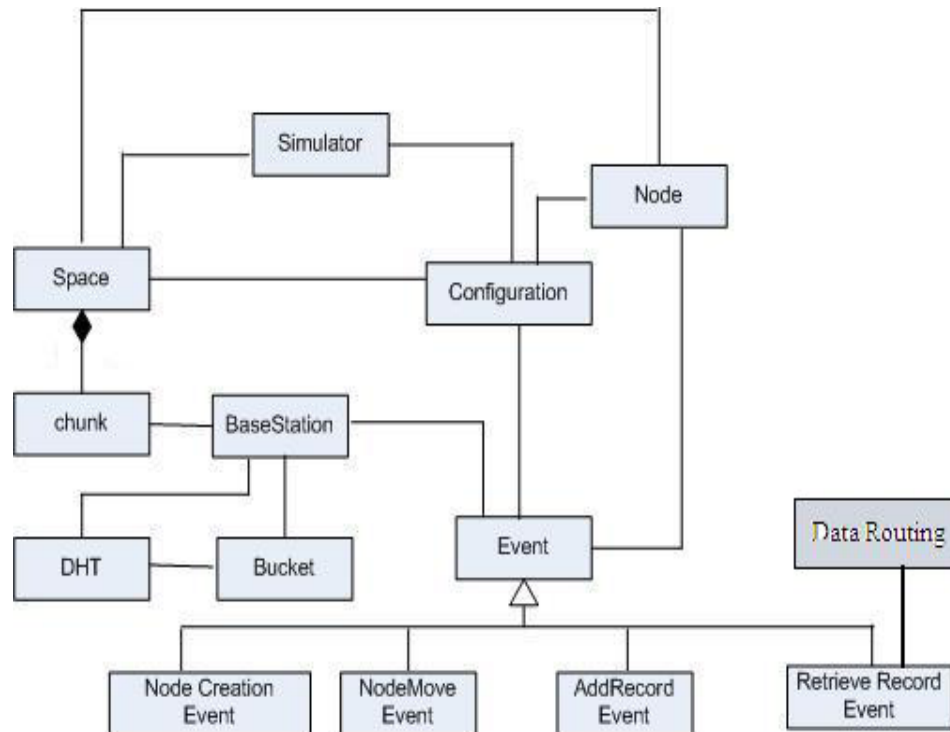 Simulator
Node
Space
Configuration
chunk
BaseStation
DHT
Bucket
Event
Data Routing
Node Creation
Event
NodeMove
Event
AddRecord
Event
Retrieve Record
Event